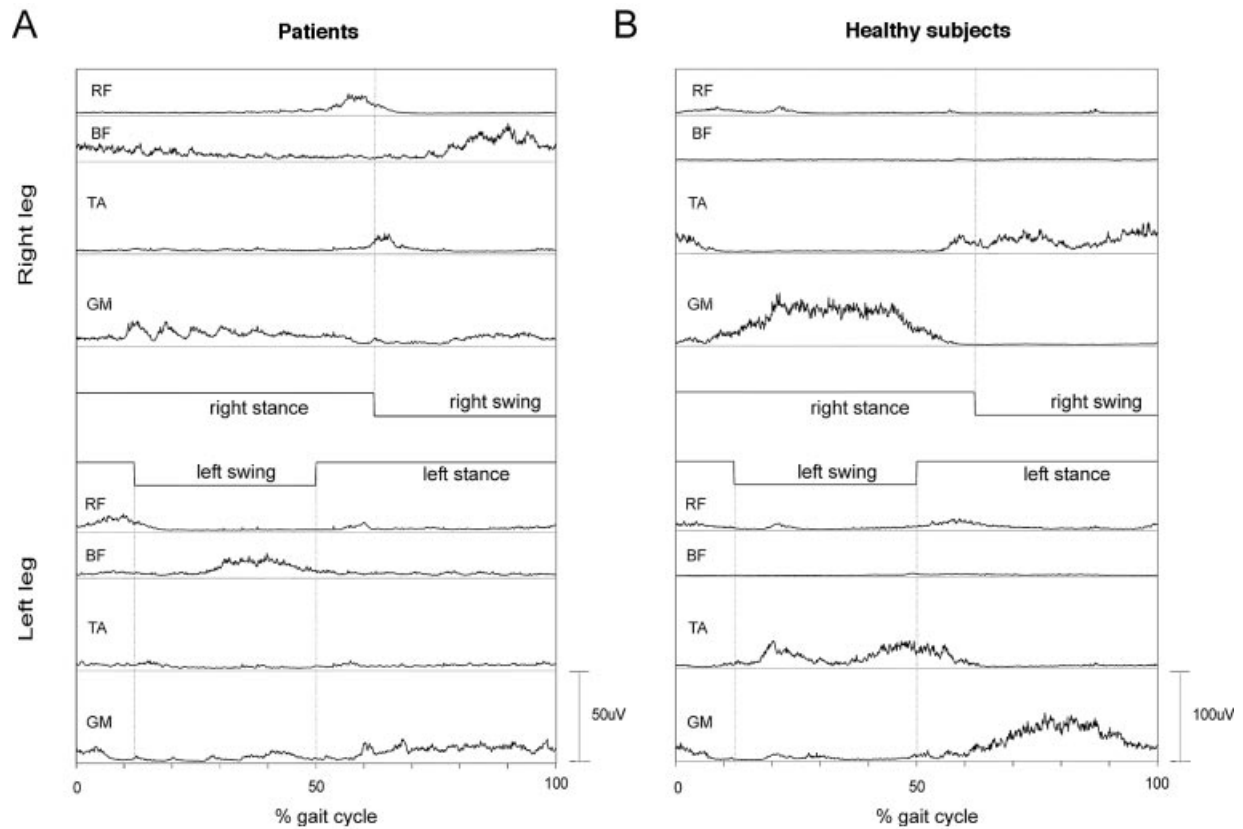 A
Patients
B
Healthy subjects
Right leg
RF
BF
TA
GM
right stance
right swing
left swing
left stance
Left leg
RF
BF
TA
GM
50uV
0
50
100
% gait cycle
RF
BF
TA
GM
right stance
right swing
left swing
left stance
RF
BF
TA
GM
100uV
0
50
100
% gait cycle